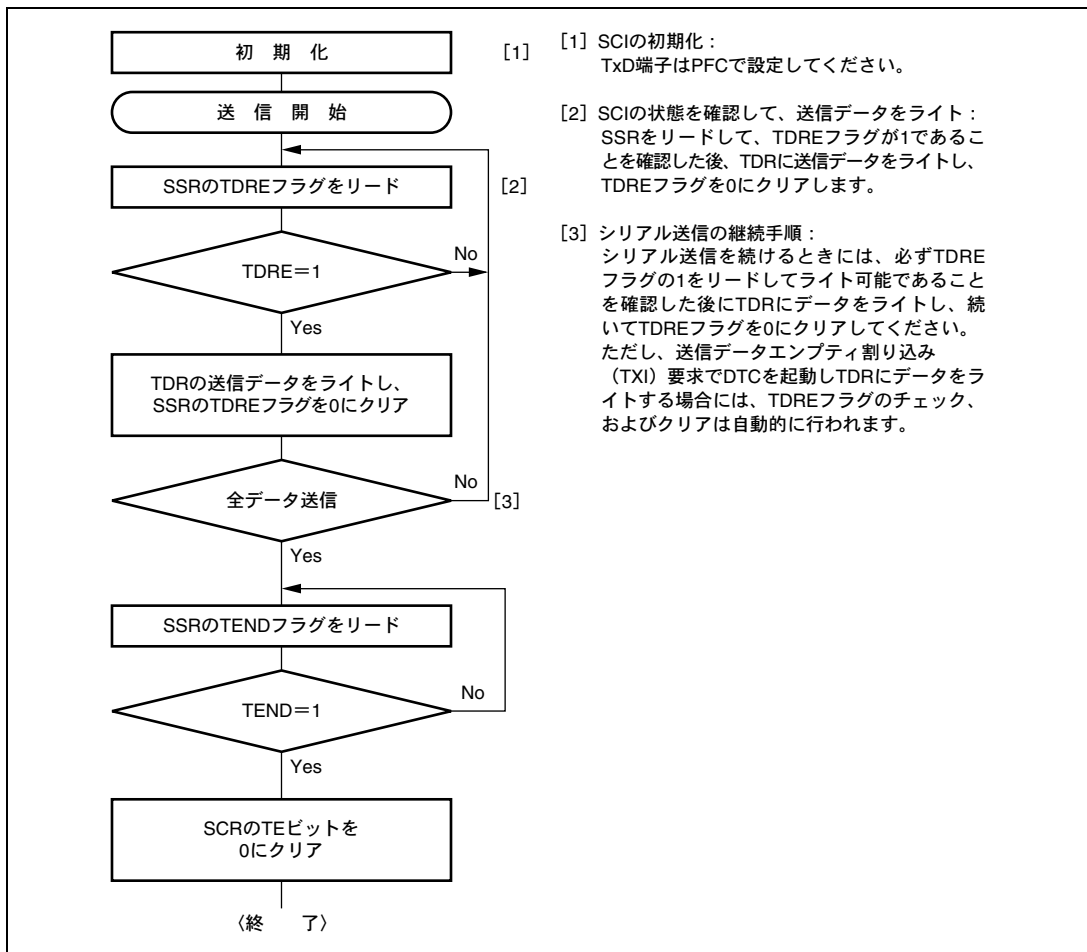 初 期 化
[1]
送 信 開 始
SSRのTDREフラグをリード
[2]
TDRE＝1
No
Yes
TDRの送信データをライトし、
SSRのTDREフラグを0にクリア
全データ送信
No
[3]
Yes
SSRのTENDフラグをリード
TEND＝1
No
Yes
SCRのTEビットを
0にクリア
〈終 了〉
[1] SCIの初期化：
TxD端子はPFCで設定してください。
[2] SCIの状態を確認して、送信データをライト：
SSRをリードして、TDREフラグが1であるこ
とを確認した後、TDRに送信データをライトし、
TDREフラグを0にクリアします。
[3] シリアル送信の継続手順：
シリアル送信を続けるときには、必ずTDRE
フラグの1をリードしてライト可能であること
を確認した後にTDRにデータをライトし、続
いてTDREフラグを0にクリアしてください。
ただし、送信データエンプティ割り込み
（TXI）要求でDTCを起動しTDRにデータをラ
イトする場合には、TDREフラグのチェック、
およびクリアは自動的に行われます。